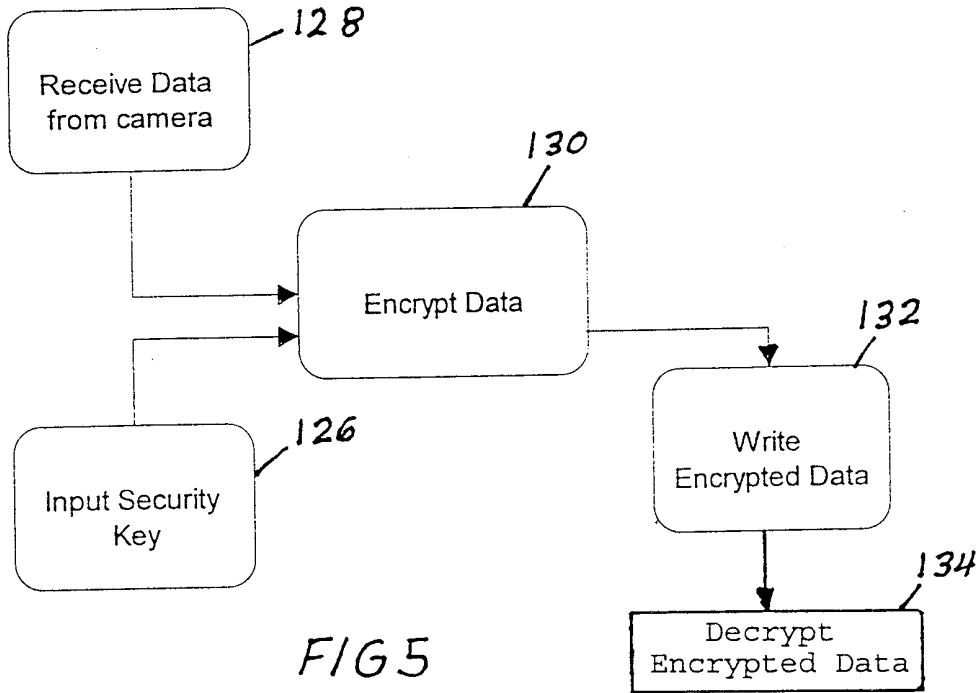 128
Receive Data
from camera
130
Encrypt Data
132
Write
Encrypted Data
126
Input Security
Key
134
Decrypt
Encrypted Data
FIG5